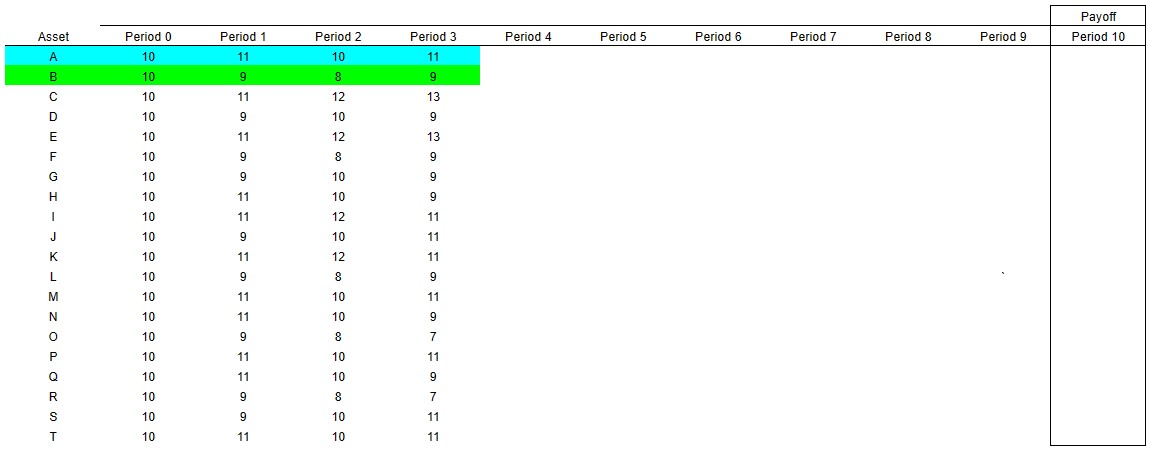 Payoff
Asset Period 0 Period 1 Period 2 Period 3 Period 4 Period 5 Period 6 Period 7 Period 8 Period 9 Period 10
A 10 11 10 11
B 10 9 8 9
C 10 11 12 13
D 10 9 10 9
E 10 11 12 13
F 10 9 8 9
G 10 9 10 9
H 10 11 10 9
I 10 11 12 11
J 10 9 10 11
K 10 11 12 11
L 10 9 8 9 `
M 10 11 10 11
N 10 11 10 9
O 10 9 8 7
P 10 11 10 11
Q 10 11 10 9
R 10 9 8 7
S 10 9 10 11
T 10 11 10 11